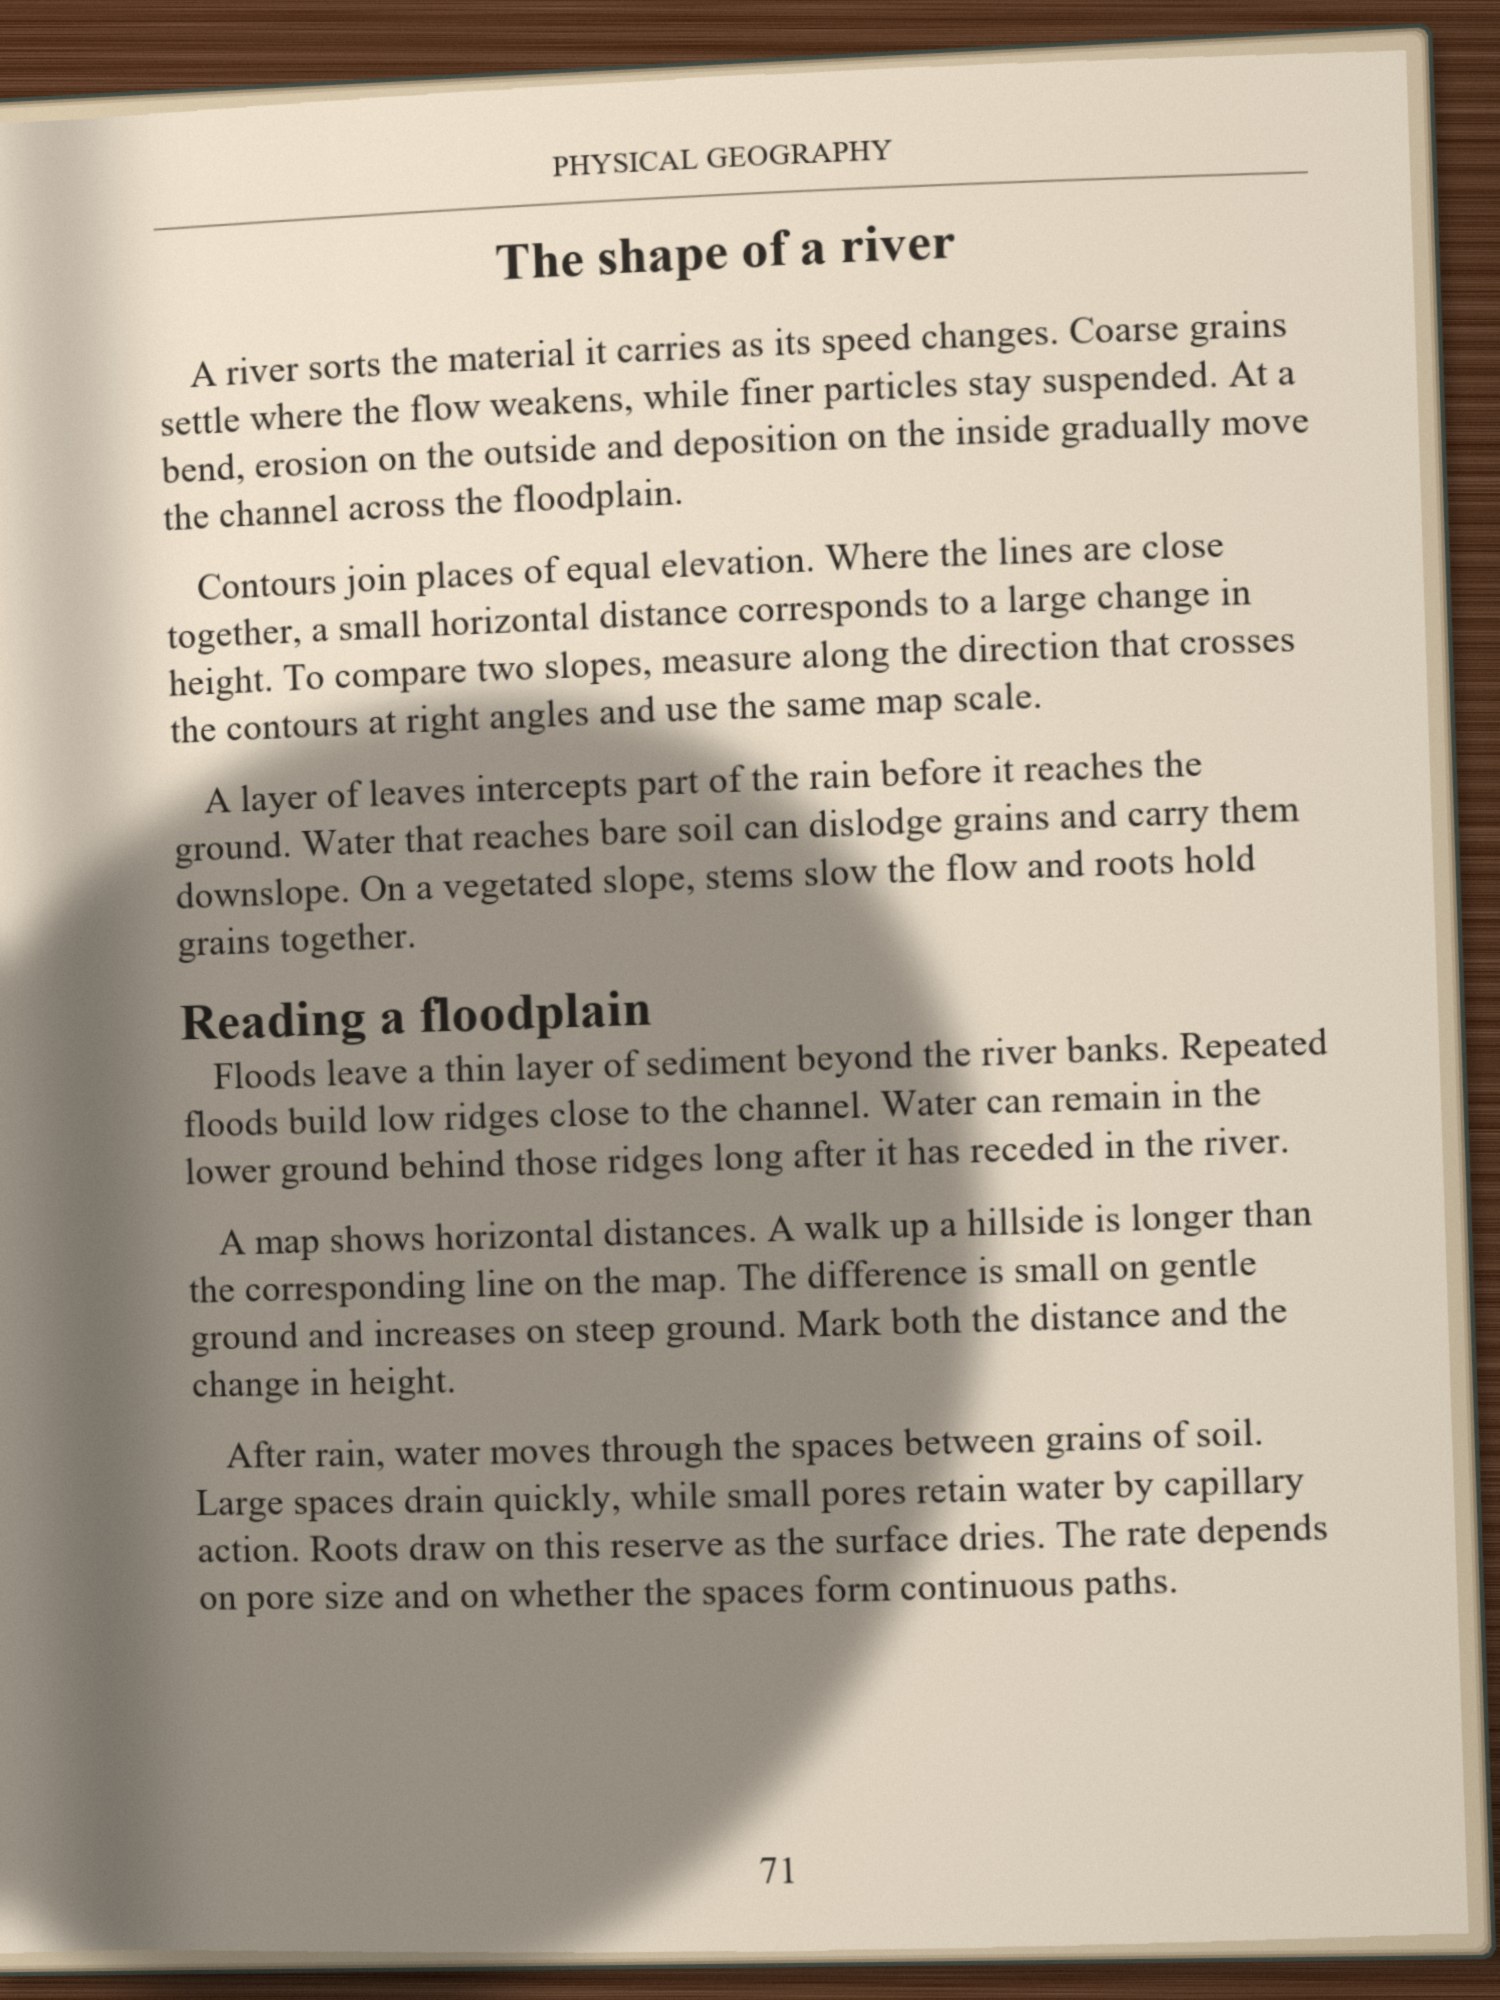 PHYSICAL GEOGRAPHY
The shape of a river
A river sorts the material it carries as its speed changes. Coarse grains
settle where the flow weakens, while finer particles stay suspended. At a
bend, erosion on the outside and deposition on the inside gradually move
the channel across the floodplain.
Contours join places of equal elevation. Where the lines are close
together, a small horizontal distance corresponds to a large change in
height. To compare two slopes, measure along the direction that crosses
the contours at right angles and use the same map scale.
A layer of leaves intercepts part of the rain before it reaches the
ground. Water that reaches bare soil can dislodge grains and carry them
downslope. On a vegetated slope, stems slow the flow and roots hold
grains together.
Reading a floodplain
Floods leave a thin layer of sediment beyond the river banks. Repeated
floods build low ridges close to the channel. Water can remain in the
lower ground behind those ridges long after it has receded in the river.
A map shows horizontal distances. A walk up a hillside is longer than
the corresponding line on the map. The difference is small on gentle
ground and increases on steep ground. Mark both the distance and the
change in height.
After rain, water moves through the spaces between grains of soil.
Large spaces drain quickly, while small pores retain water by capillary
action. Roots draw on this reserve as the surface dries. The rate depends
on pore size and on whether the spaces form continuous paths.
71